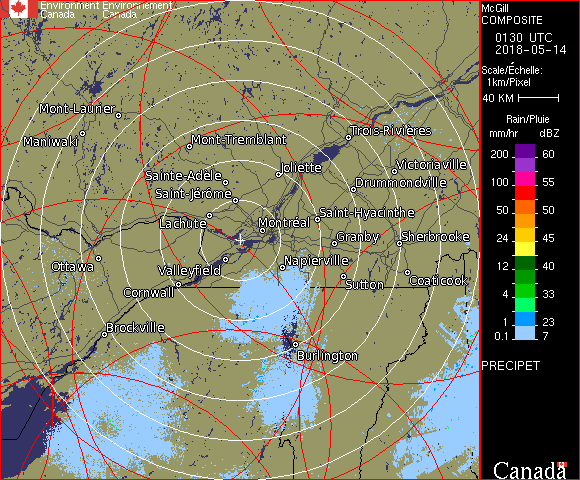 Environment Environnement
Canada Canada
Mont-Laurier
Maniwaki
Mont-Tremblant
Trois-Rivières
Joliette
Victoriaville
Sainte-Adèle
Drummondville
Saint-Jérôme
Lachute
Saint-Hyacinthe
Montréal
Granby
Sherbrooke
Ottawa
Valleyfield
Napierville
Cornwall
Sutton
Coaticook
Brockville
Burlington
McGill
COMPOSITE
0130 UTC
2018-05-14
Scale/Échelle:
1km/Pixel
40 KM
Rain/Pluie
mm/hr dBZ
200 60
150 57
100 55
50 50
24 45
12 40
4 33
1 23
0.1 7
PRECIPET
Canada